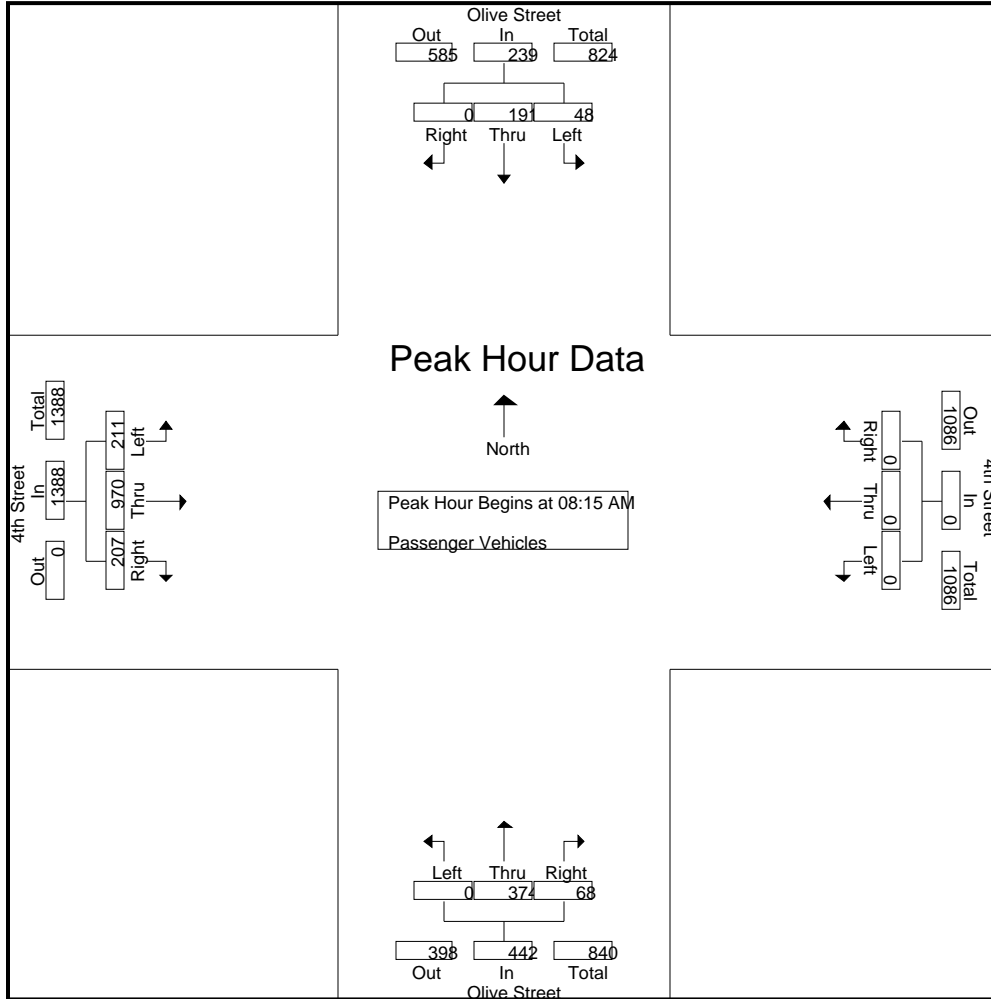 Olive Street
Out In Total
585 239 824
0 191 48
Right Thru Left
Peak Hour Data
North
Peak Hour Begins at 08:15 AM
Passenger Vehicles
4th Street
Total In Out
1388 1388 0
211 970 207
Left Thru Right
Right Thru Left
0 0 0
1086 0 1086
Out In Total
4th Street
Left Thru Right
0 374 68
398 442 840
Out In Total
Olive Street